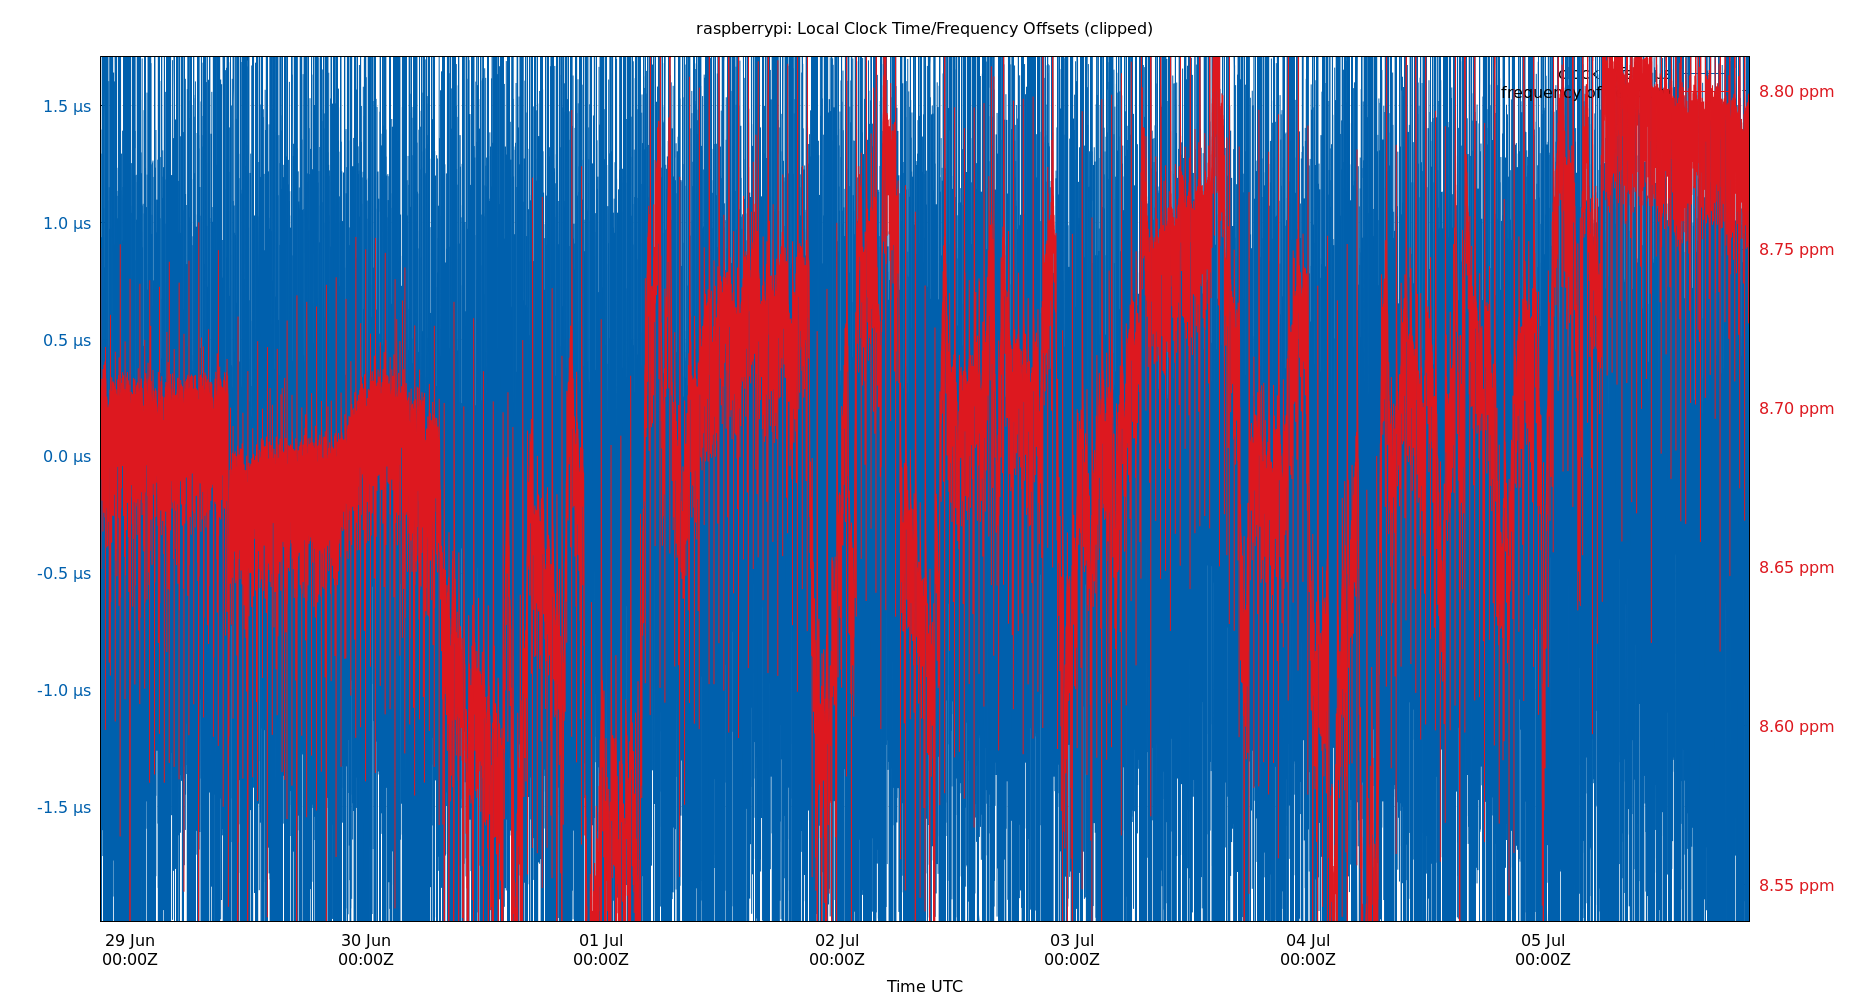 raspberrypi: Local Clock Time/Frequency Offsets (clipped)
clock
frequency of
1.5 µs
1.0 µs
0.5 µs
0.0 µs
-0.5 µs
-1.0 µs
-1.5 µs
8.80 ppm
8.75 ppm
8.70 ppm
8.65 ppm
8.60 ppm
8.55 ppm
29 Jun 30 Jun 01 Jul 02 Jul 03 Jul 04 Jul 05 Jul
00:00Z 00:00Z 00:00Z 00:00Z 00:00Z 00:00Z 00:00Z
Time UTC